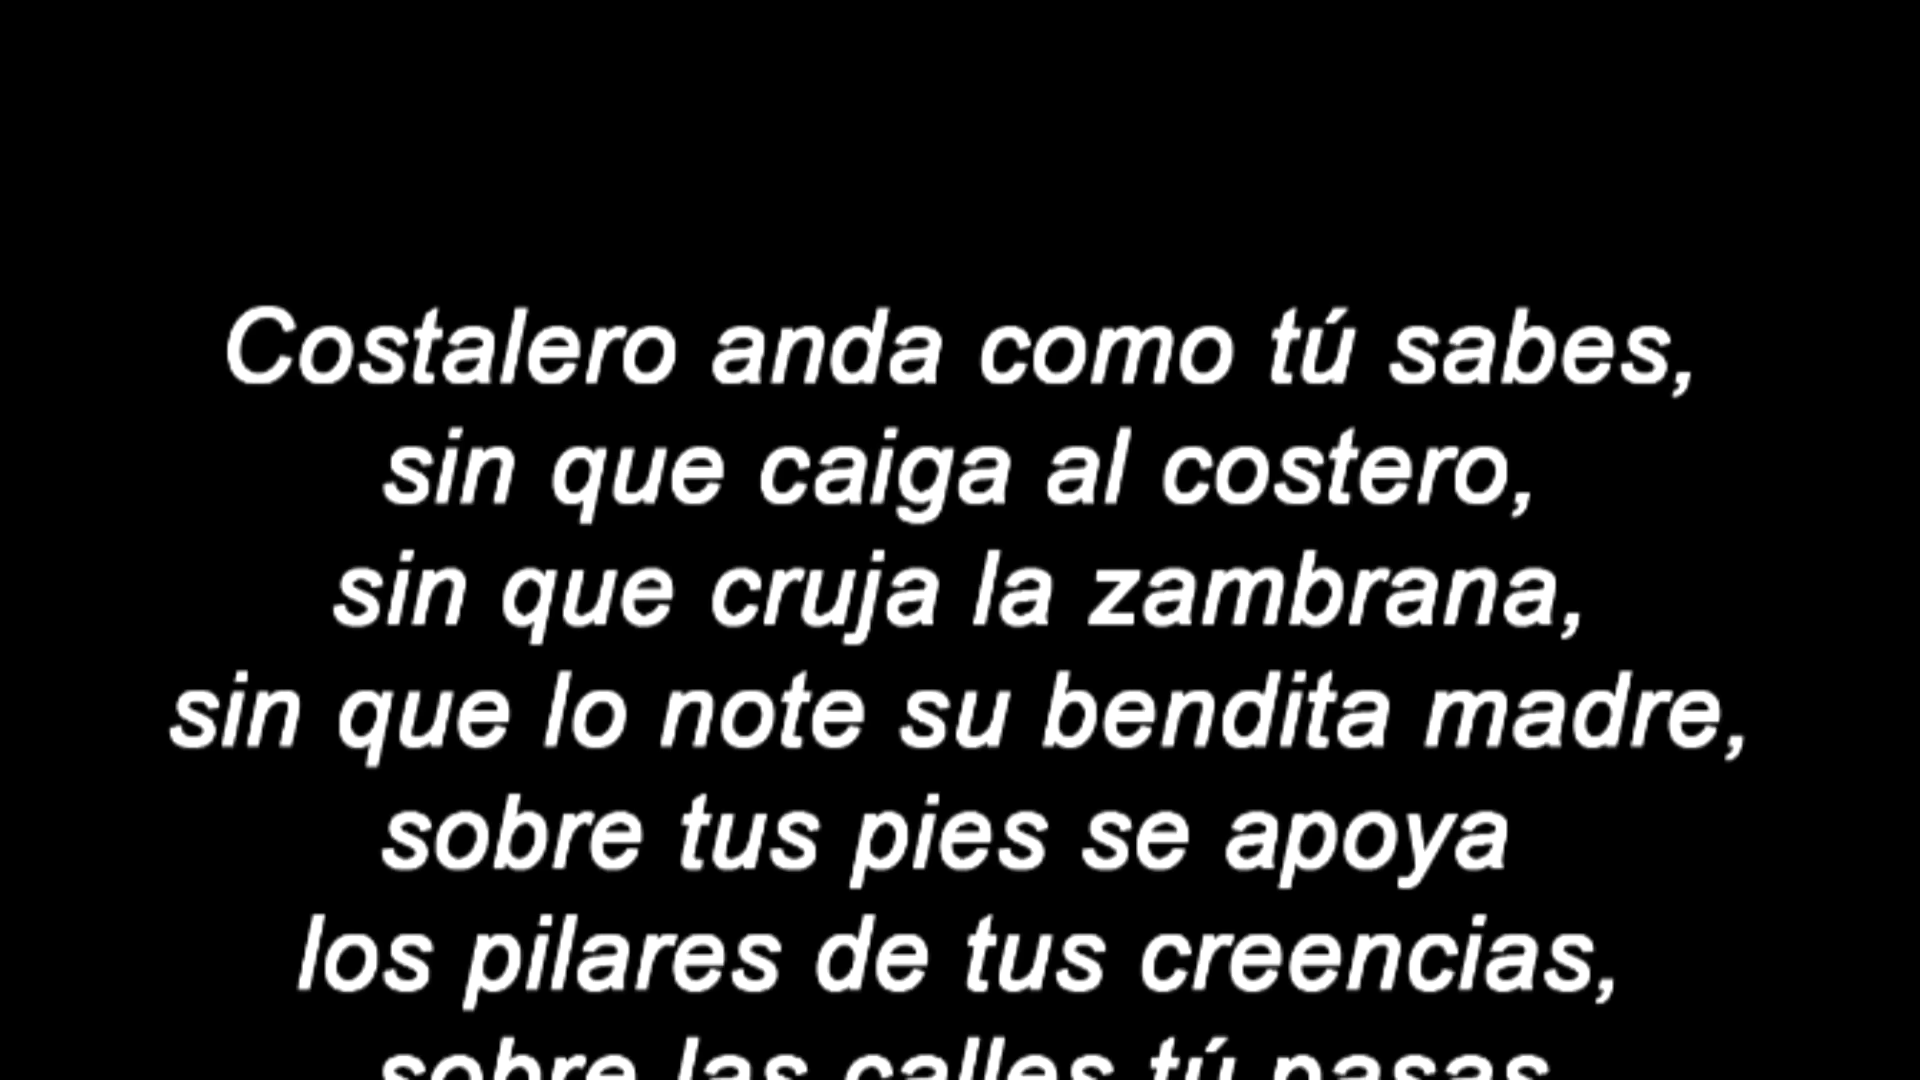 Costalero anda como tú sabes,
sin que caiga al costero,
sin que cruja la zambrana,
sin que lo note su bendita madre,
sobre tus pies se apoya
los pilares de tus creencias,
sobre las calles tú pasas